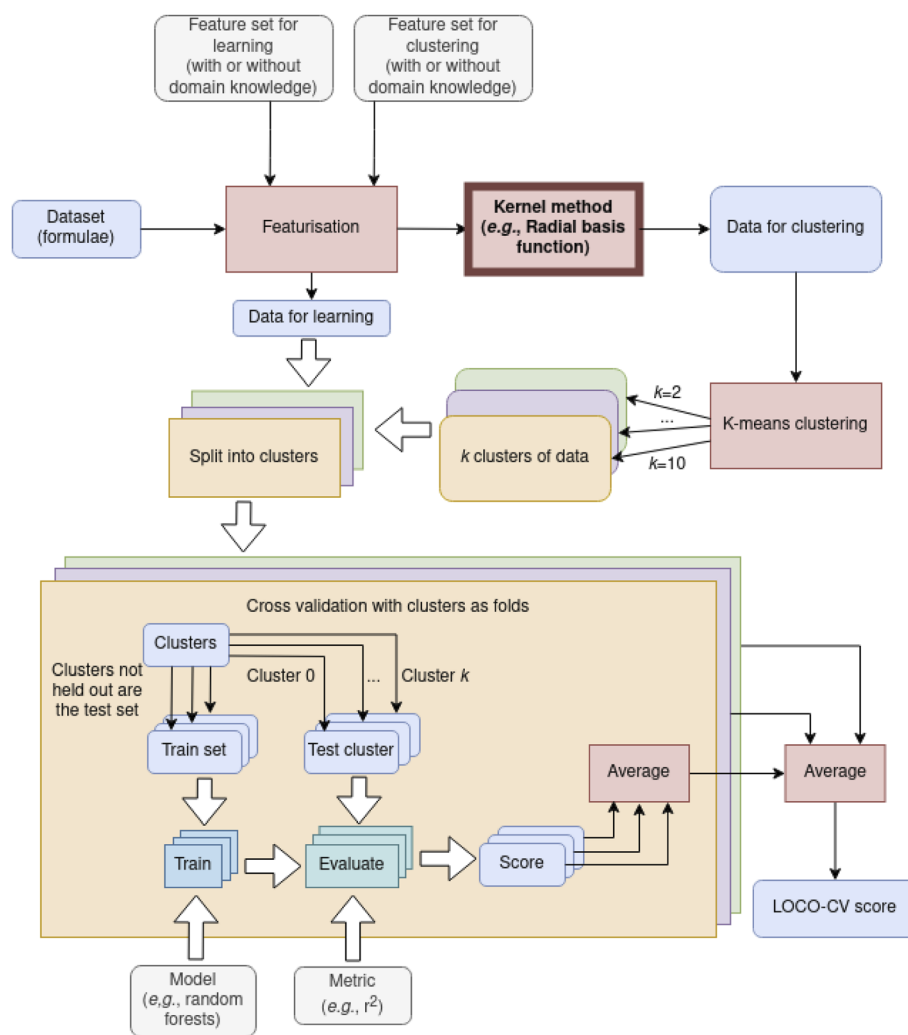 Feature set for
learning
(with or without
domain knowledge)
Feature set for
clustering
(with or without
domain knowledge)
Dataset
(formulae)
Featurisation
Kernel method
(e.g., Radial basis
function)
Data for clustering
Data for learning
Split into clusters
k clusters of data
k=2
...
k=10
K-means clustering
Cross validation with clusters as folds
Clusters
Clusters not
held out are
the test set
Cluster 0
...
Cluster k
Train set
Test cluster
Average
Average
Train
Evaluate
Score
LOCO-CV score
Model
(e,g., random
forests)
Metric
(e.g., r²)